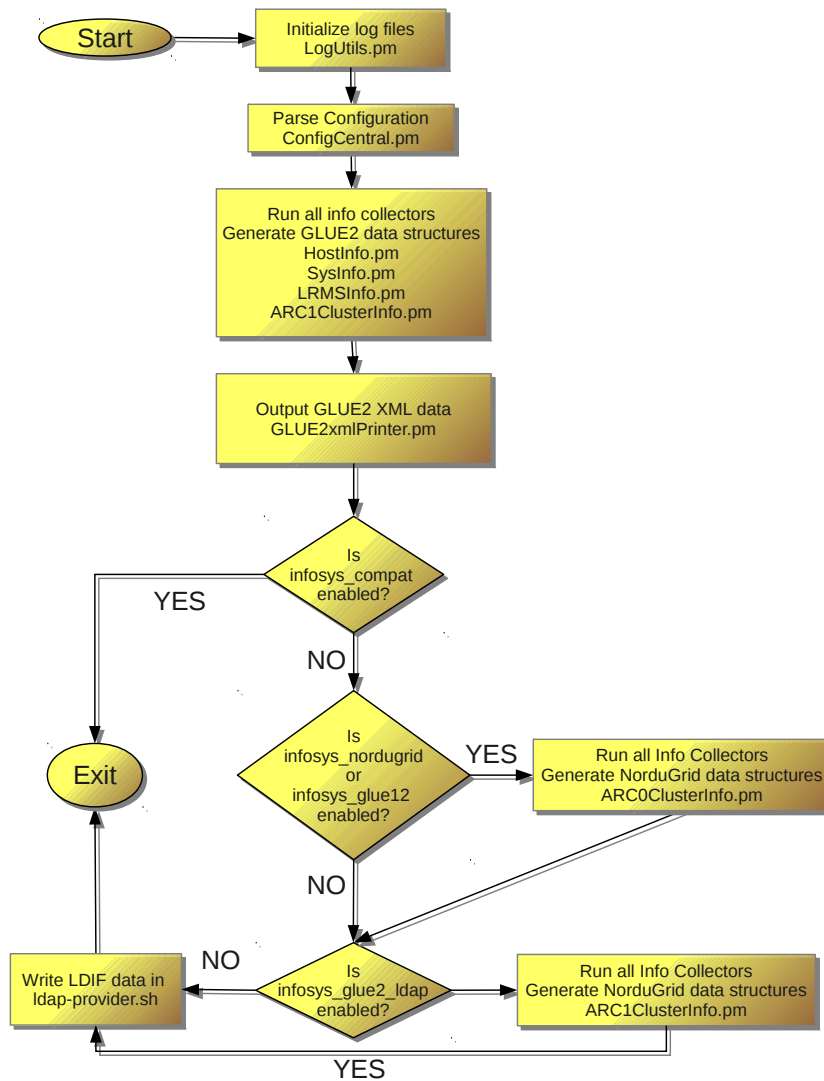 Start
Initialize log files
LogUtils.pm
Parse Configuration
ConfigCentral.pm
Run all info collectors
Generate GLUE2 data structures
HostInfo.pm
SysInfo.pm
LRMSInfo.pm
ARC1ClusterInfo.pm
Output GLUE2 XML data
GLUE2xmlPrinter.pm
Is
infosys_compat
enabled?
YES
NO
Exit
Is
infosys_nordugrid
or
infosys_glue12
enabled?
YES
Run all Info Collectors
Generate NorduGrid data structures
ARC0ClusterInfo.pm
NO
Is
infosys_glue2_ldap
enabled?
NO
Write LDIF data in
ldap-provider.sh
Run all Info Collectors
Generate NorduGrid data structures
ARC1ClusterInfo.pm
YES